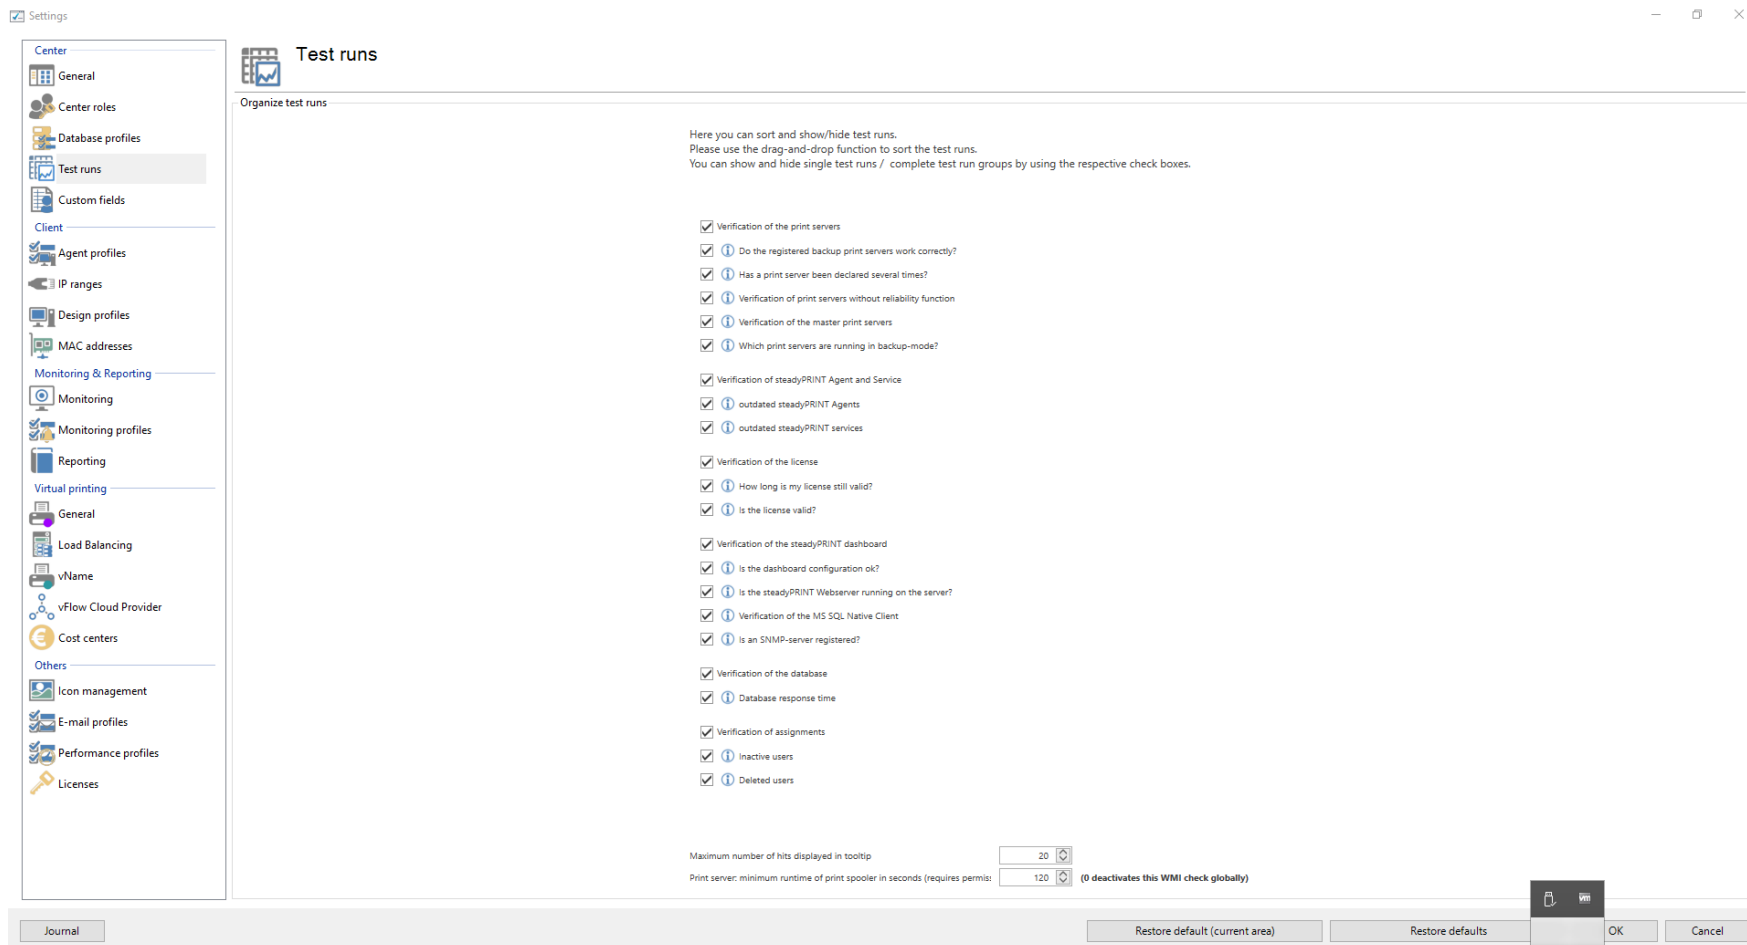 Settings
Center
General
Center roles
Database profiles
Test runs
Custom fields
Client
Agent profiles
IP ranges
Design profiles
MAC addresses
Monitoring & Reporting
Monitoring
Monitoring profiles
Reporting
Virtual printing
General
Load Balancing
vName
vFlow Cloud Provider
Cost centers
Others
Icon management
E-mail profiles
Performance profiles
Licenses
Test runs
Organize test runs
Here you can sort and show/hide test runs.
Please use the drag-and-drop function to sort the test runs.
You can show and hide single test runs / complete test run groups by using the respective check boxes.
Verification of the print servers
Do the registered backup print servers work correctly?
Has a print server been declared several times?
Verification of print servers without reliability function
Verification of the master print servers
Which print servers are running in backup-mode?
Verification of steadyPRINT Agent and Service
outdated steadyPRINT Agents
outdated steadyPRINT services
Verification of the license
How long is my license still valid?
Is the license valid?
Verification of the steadyPRINT dashboard
Is the dashboard configuration ok?
Is the steadyPRINT Webserver running on the server?
Verification of the MS SQL Native Client
Is an SNMP-server registered?
Verification of the database
Database response time
Verification of assignments
Inactive users
Deleted users
Maximum number of hits displayed in tooltip 20
Print server: minimum runtime of print spooler in seconds (requires permis: 120 (0 deactivates this WMI check globally)
vm
Journal Restore default (current area) Restore defaults OK Cancel